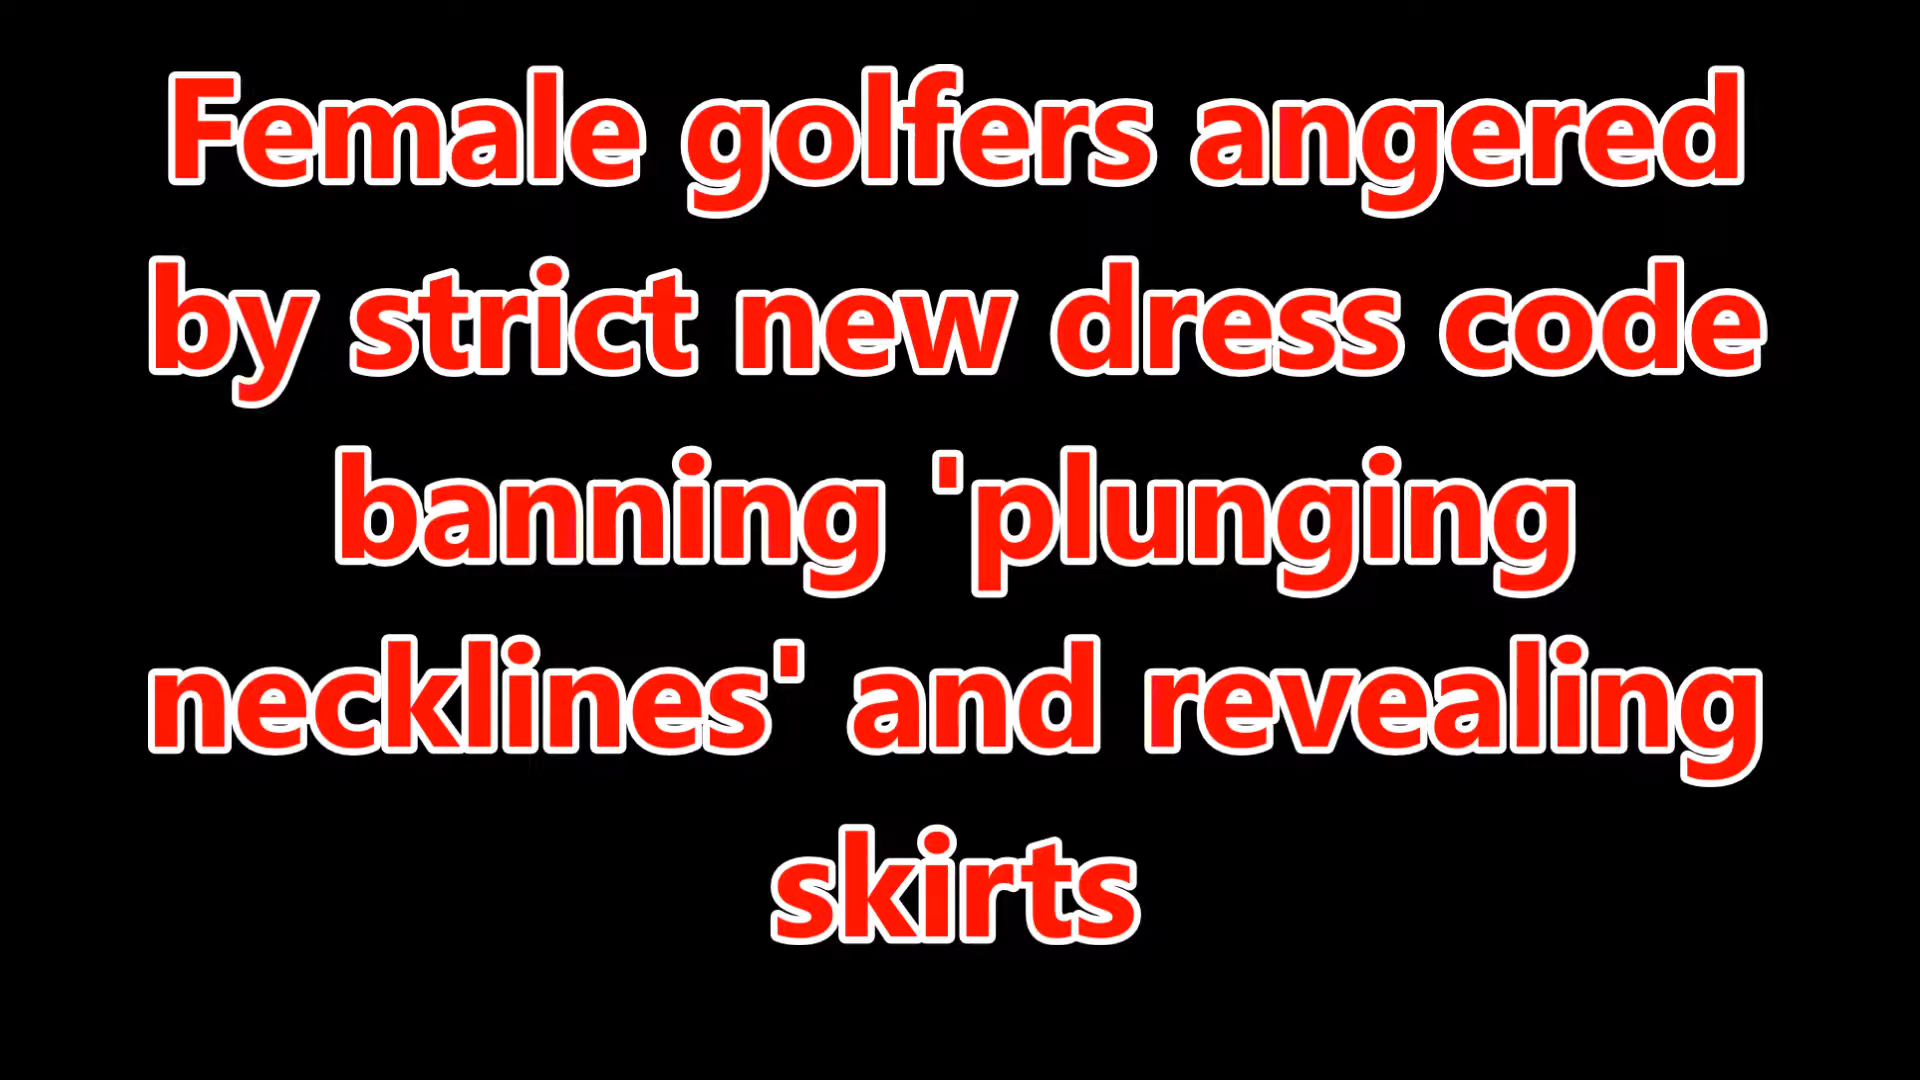 Female golfers angered
by strict new dress code
banning 'plunging
necklines' and revealing
skirts